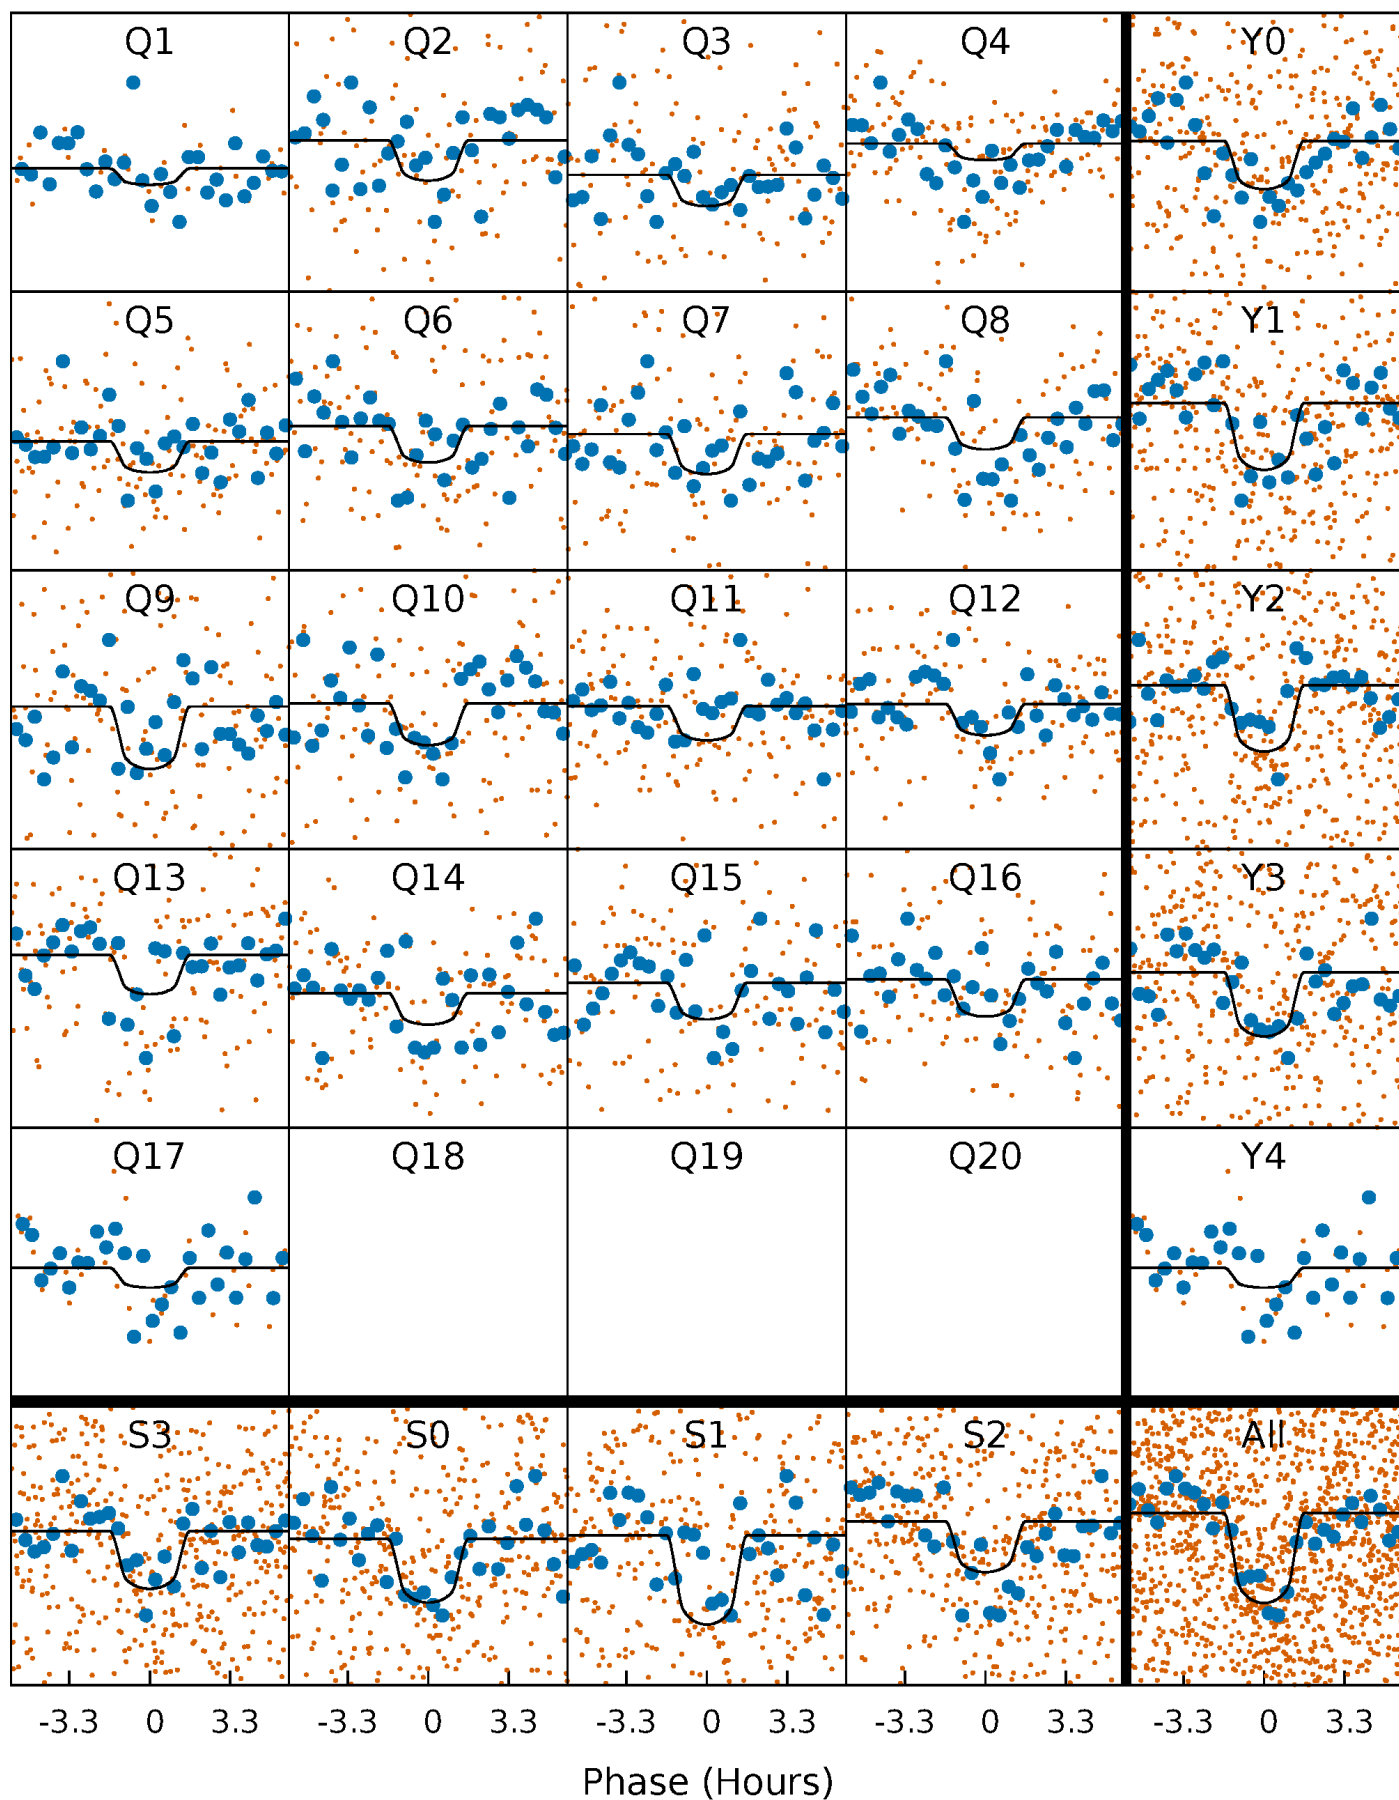 Q1 Q2 Q3 Q4 Y0
Q5 Q6 Q7 Q8 Y1
Q9 Q10 Q11 Q12 Y2
Q13 Q14 Q15 Q16 Y3
Q17 Q18 Q19 Q20 Y4
S3 S0 S1 S2 All
-3.3 0 3.3 -3.3 0 3.3 -3.3 0 3.3 -3.3 0 3.3 -3.3 0 3.3
Phase (Hours)